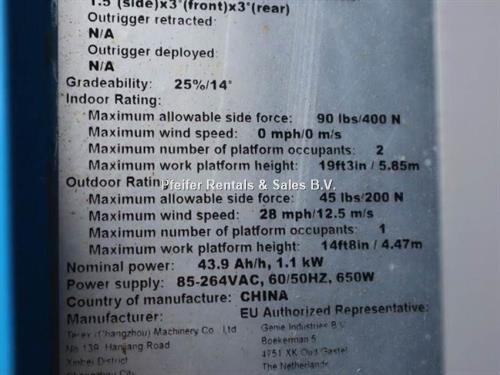 1.5°(side)x3°(front)x3°(rear)
Outrigger retracted:
N/A
Outrigger deployed:
N/A
Gradeability: 25%/14°
Indoor Rating:
Maximum allowable side force: 90 lbs/400 N
Maximum wind speed: 0 mph/0 m/s
Maximum number of platform occupants: 2
Maximum work platform height: 19ft3in / 5.85m
Outdoor Rating
Pfeifer Rentals & Sales B.V.
Maximum allowable side force: 45 lbs/200 N
Maximum wind speed: 28 mph/12.5 m/s
Maximum number of platform occupants: 1
Maximum work platform height: 14ft8in / 4.47m
Nominal power: 43.9 Ah/h, 1.1 kW
Power supply: 85-264VAC, 60/50HZ, 650W
Country of manufacture: CHINA
Manufacturer: EU Authorized Representative:
Terex (Changzhou) Machinery Co., Ltd Genie Industries B.V.
No 139, Hanjiang Road Boekerman 5
Xinbei District 4751 XK Oud Gastel
Changzhou City The Netherlands